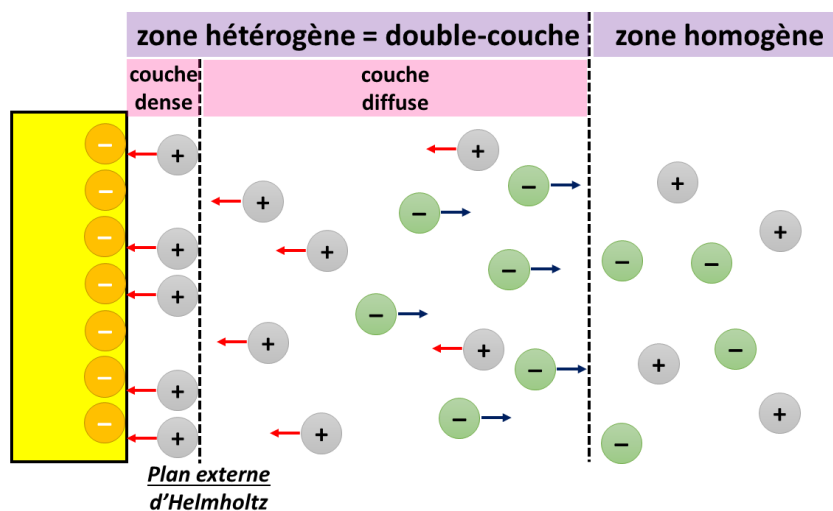 zone hétérogène = double-couche
zone homogène
couche
dense
couche
diffuse
Plan externe
d'Helmholtz